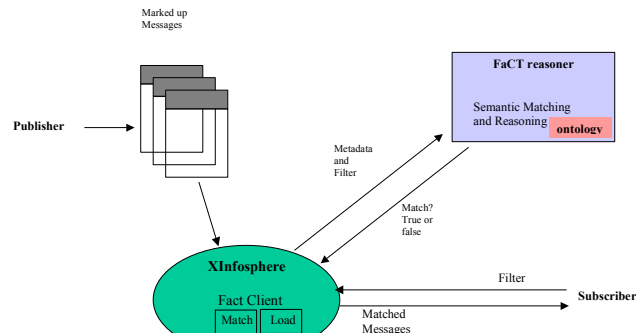 Marked up
Messages
FaCT reasoner
Semantic Matching
and Reasoning
ontology
Publisher
Metadata
and
Filter
Match?
True or
false
XInfosphere
Filter
Subscriber
Fact Client
Match
Load
Matched
Messages